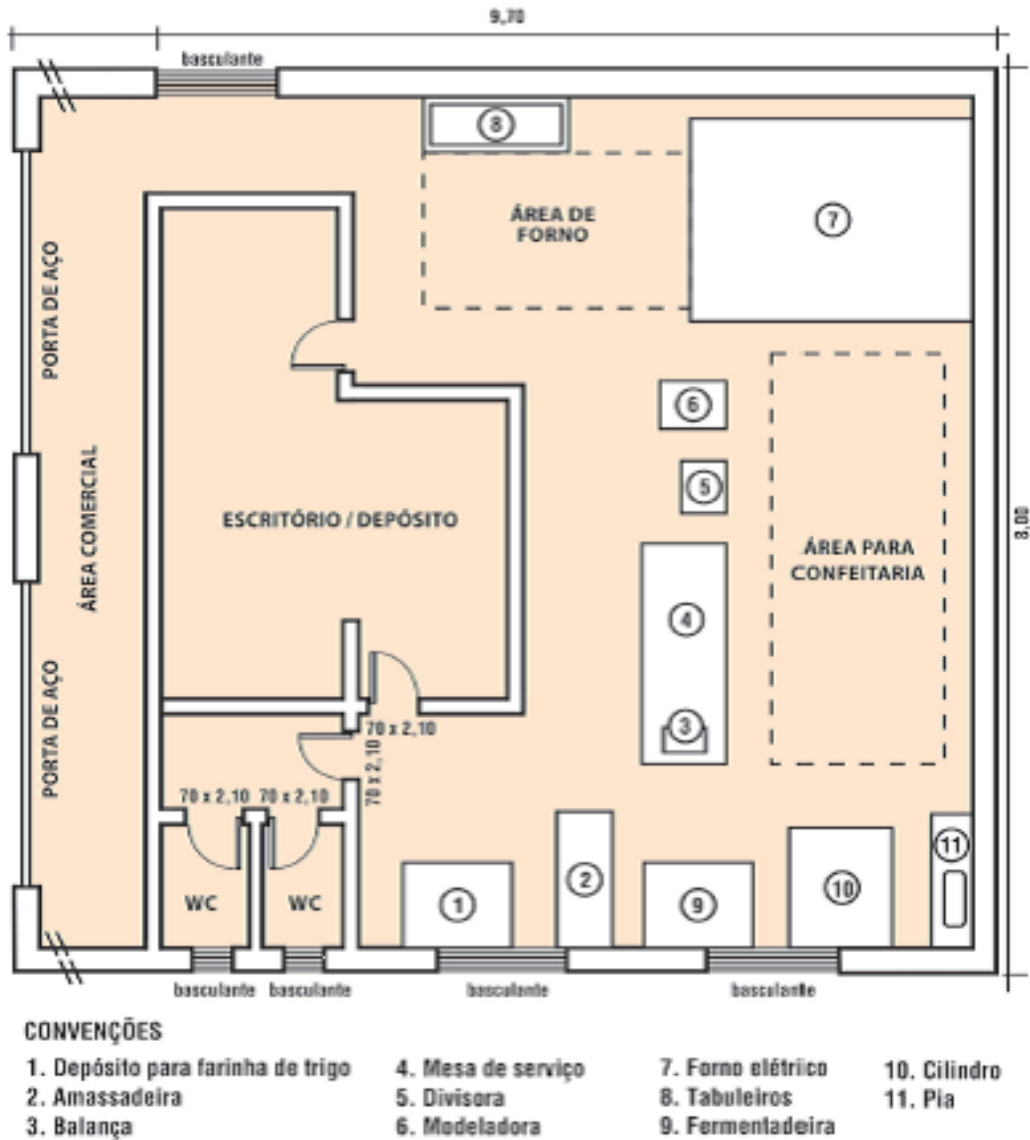 9,70
basculante
8
ÁREA DE
FORNO
7
PORTA DE AÇO
6
8,00
ÁREA COMERCIAL
5
ESCRITÓRIO / DEPÓSITO
ÁREA PARA
CONFEITARIA
4
PORTA DE AÇO
3
70 x 2,10
70 x 2,10
70 x 2,10
70 x 2,10
WC
WC
1
2
9
10
11
basculante
basculante
basculante
basculante
CONVENÇÕES
1. Depósito para farinha de trigo
2. Amassadeira
3. Balança
4. Mesa de serviço
5. Divisora
6. Modeladora
7. Forno elétrico
8. Tabuleiros
9. Fermentadeira
10. Cilindro
11. Pia